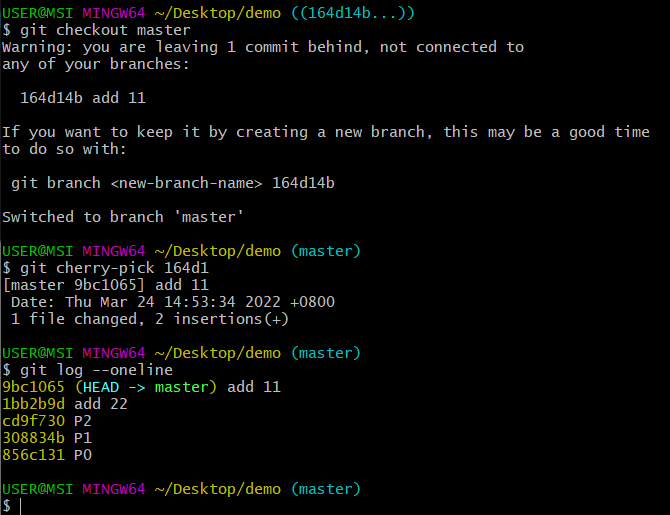 USER@MSI MINGW64 ~/Desktop/demo ((164d14b...))
$ git checkout master
Warning: you are leaving 1 commit behind, not connected to
any of your branches:
164d14b add 11
If you want to keep it by creating a new branch, this may be a good time
to do so with:
git branch <new-branch-name> 164d14b
Switched to branch 'master'
USER@MSI MINGW64 ~/Desktop/demo (master)
$ git cherry-pick 164d1
[master 9bc1065] add 11
Date: Thu Mar 24 14:53:34 2022 +0800
1 file changed, 2 insertions(+)
USER@MSI MINGW64 ~/Desktop/demo (master)
$ git log --oneline
9bc1065 (HEAD -> master) add 11
1bb2b9d add 22
cd9f730 P2
308834b P1
856c131 P0
USER@MSI MINGW64 ~/Desktop/demo (master)
$